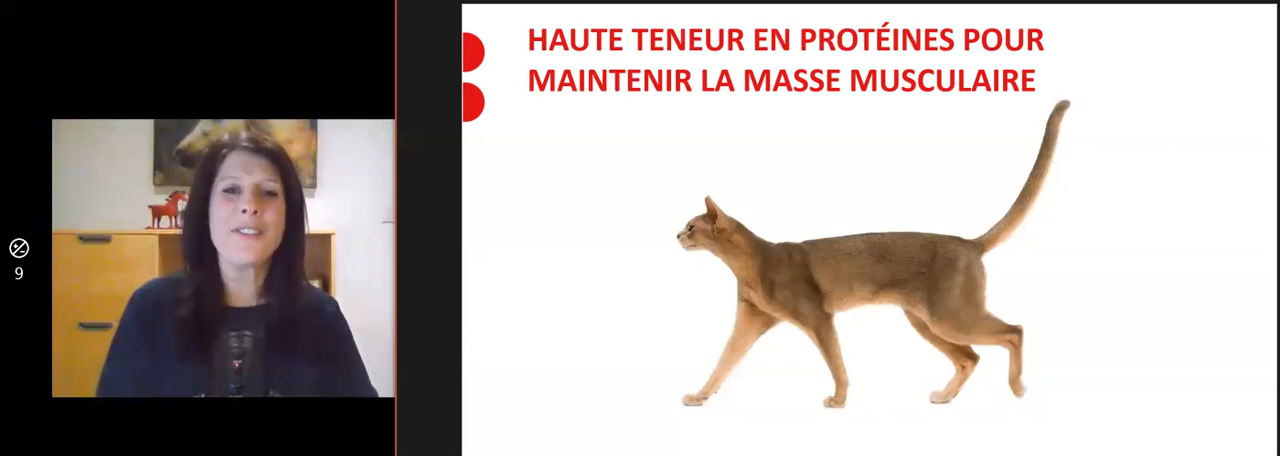 HAUTE TENEUR EN PROTÉINES POUR
MAINTENIR LA MASSE MUSCULAIRE
9